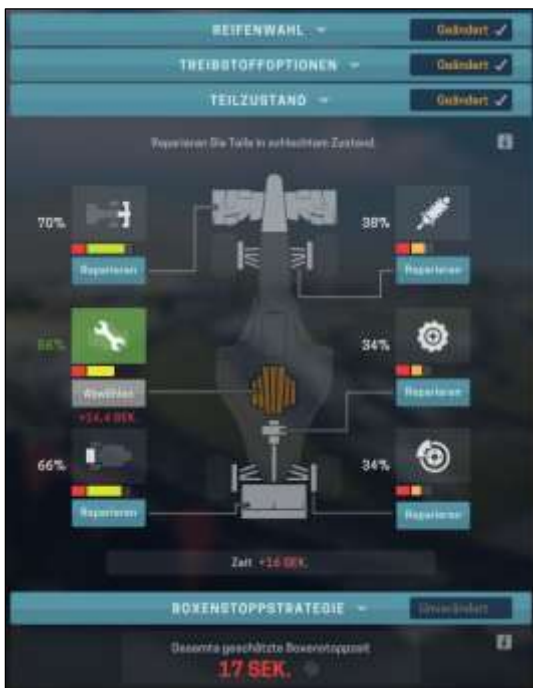 REIFENWAHL Geändert
TREIBSTOFFOPTIONEN Geändert
TEILZUSTAND Geändert
Reparieren Sie Teile in schlechtem Zustand.
70% 38%
Reparieren Reparieren
34%
Abwählen Reparieren
66% 34%
Reparieren Reparieren
Zeit +16 SEK.
BOXENSTOPPSTRATEGIE Unverändert
Gesamte geschätzte Boxenstoppzeit
17 SEK.